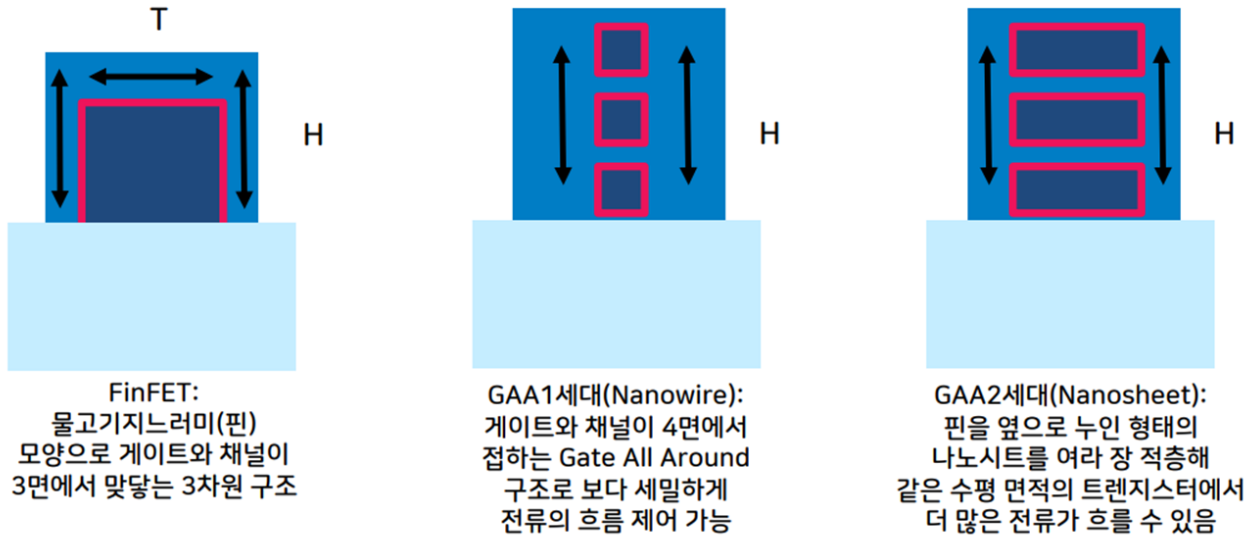 T
H
H
H
FinFET:
물고기지느러미(핀)
모양으로 게이트와 채널이
3면에서 맞닿는 3차원 구조
GAA1세대(Nanowire):
게이트와 채널이 4면에서
접하는 Gate All Around
구조로 보다 세밀하게
전류의 흐름 제어 가능
GAA2세대(Nanosheet):
핀을 옆으로 누인 형태의
나노시트를 여라 장 적층해
같은 수평 면적의 트렌지스터에서
더 많은 전류가 흐를 수 있음